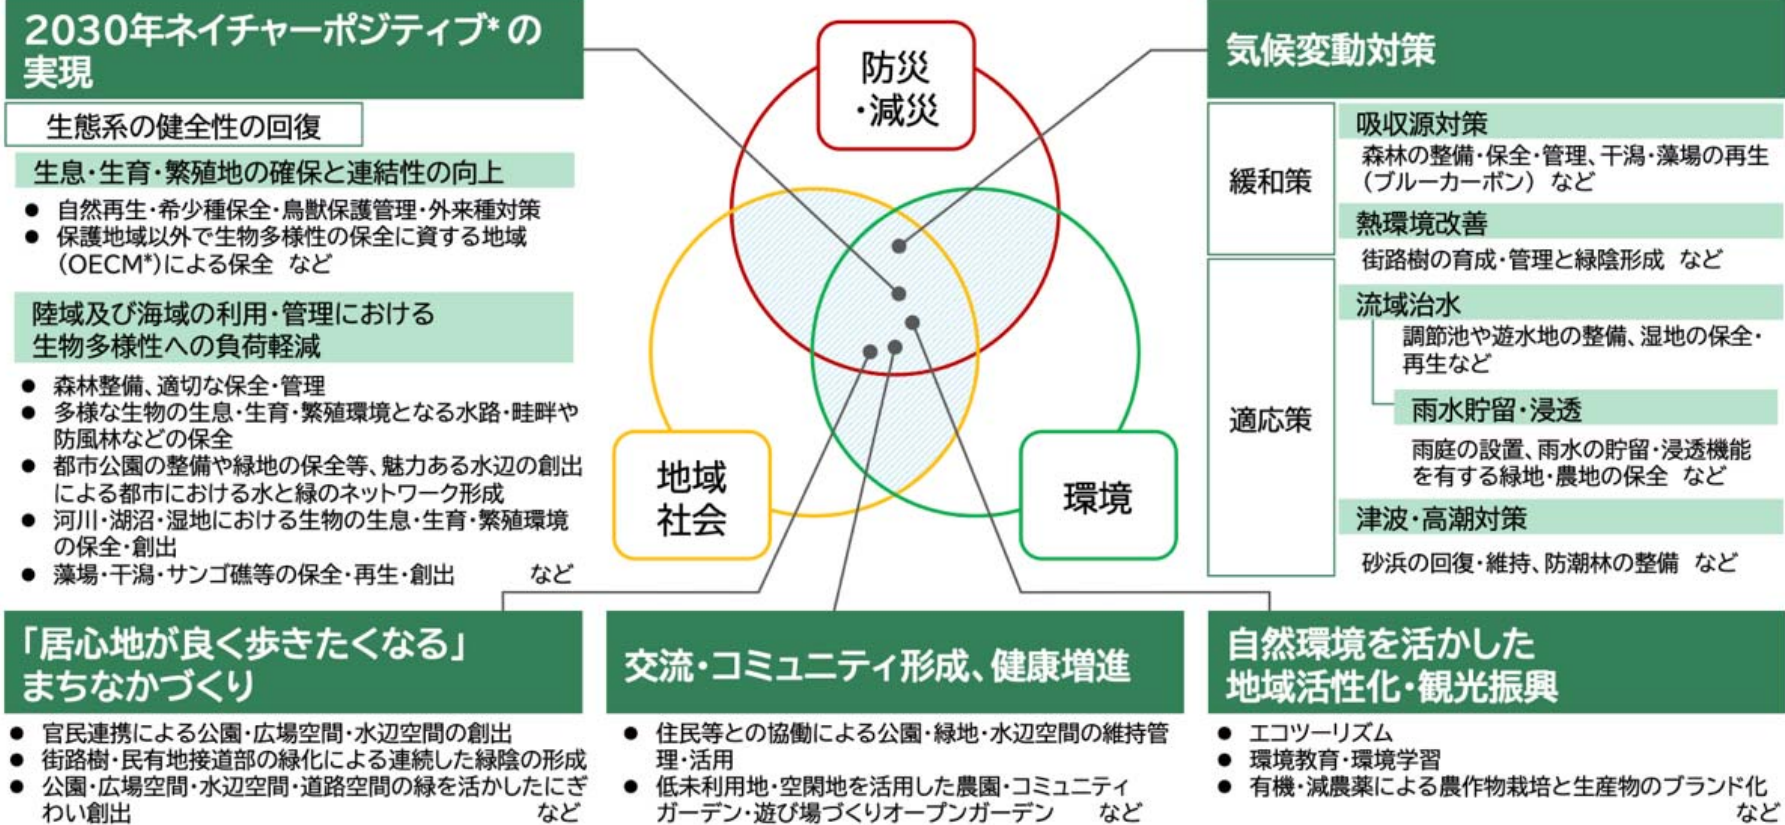 2030年ネイチャーポジティブ*の
実現
生態系の健全性の回復
生息・生育・繁殖地の確保と連結性の向上
● 自然再生・希少種保全・鳥獣保護管理・外来種対策
● 保護地域以外で生物多様性の保全に資する地域
(OECM*)による保全 など
陸域及び海域の利用・管理における
生物多様性への負荷軽減
● 森林整備、適切な保全・管理
● 多様な生物の生息・生育・繁殖環境となる水路・畦畔や
防風林などの保全
● 都市公園の整備や緑地の保全等、魅力ある水辺の創出
による都市における水と緑のネットワーク形成
● 河川・湖沼・湿地における生物の生息・生育・繁殖環境
の保全・創出
● 藻場・干潟・サンゴ礁等の保全・再生・創出 など
防災
・減災
地域
社会
環境
気候変動対策
緩和策
吸収源対策
森林の整備・保全・管理、干潟・藻場の再生
(ブルーカーボン) など
熱環境改善
街路樹の育成・管理と緑陰形成 など
適応策
流域治水
調節池や遊水地の整備、湿地の保全・
再生など
雨水貯留・浸透
雨庭の設置、雨水の貯留・浸透機能
を有する緑地・農地の保全 など
津波・高潮対策
砂浜の回復・維持、防潮林の整備 など
「居心地が良く歩きたくなる」
まちなかづくり
● 官民連携による公園・広場空間・水辺空間の創出
● 街路樹・民有地接道部の緑化による連続した緑陰の形成
● 公園・広場空間・水辺空間・道路空間の緑を活かしたにぎ
わい創出 など
交流・コミュニティ形成、健康増進
● 住民等との協働による公園・緑地・水辺空間の維持管
理・活用
● 低未利用地・空閑地を活用した農園・コミュニティ
ガーデン・遊び場づくりオープンガーデン など
自然環境を活かした
地域活性化・観光振興
● エコツーリズム
● 環境教育・環境学習
● 有機・減農薬による農作物栽培と生産物のブランド化
など